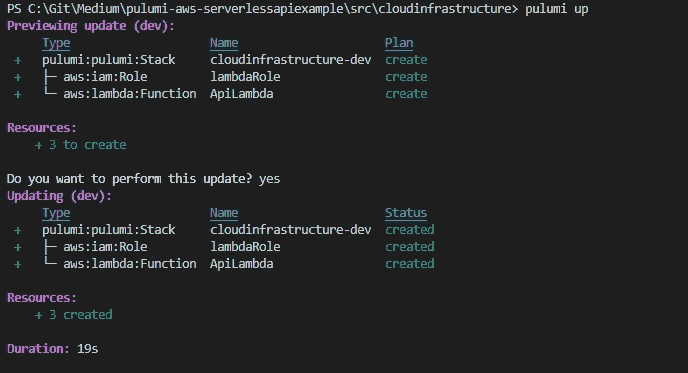 PS C:\Git\Medium\pulumi-aws-serverlessapiexample\src\cloudinfrastructure> pulumi up
Previewing update (dev):
Type Name Plan
+ pulumi:pulumi:Stack cloudinfrastructure-dev create
+ ├─ aws:iam:Role lambdaRole create
+ └─ aws:lambda:Function ApiLambda create
Resources:
+ 3 to create
Do you want to perform this update? yes
Updating (dev):
Type Name Status
+ pulumi:pulumi:Stack cloudinfrastructure-dev created
+ ├─ aws:iam:Role lambdaRole created
+ └─ aws:lambda:Function ApiLambda created
Resources:
+ 3 created
Duration: 19s